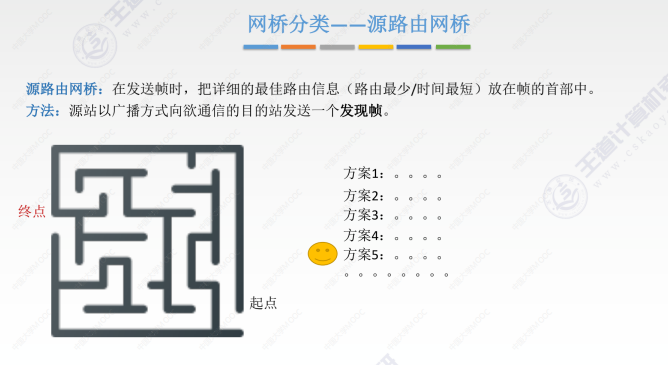 网桥分类——源路由网桥
源路由网桥：在发送帧时，把详细的最佳路由信息（路由最少/时间最短）放在帧的首部中。
方法：源站以广播方式向欲通信的目的站发送一个发现帧。
方案1：。。。。
方案2：。。。。
方案3：。。。。
方案4：。。。。
方案5：。。。。
。。。。。。。。
终点
起点
王道计算机教
www.cskaoya